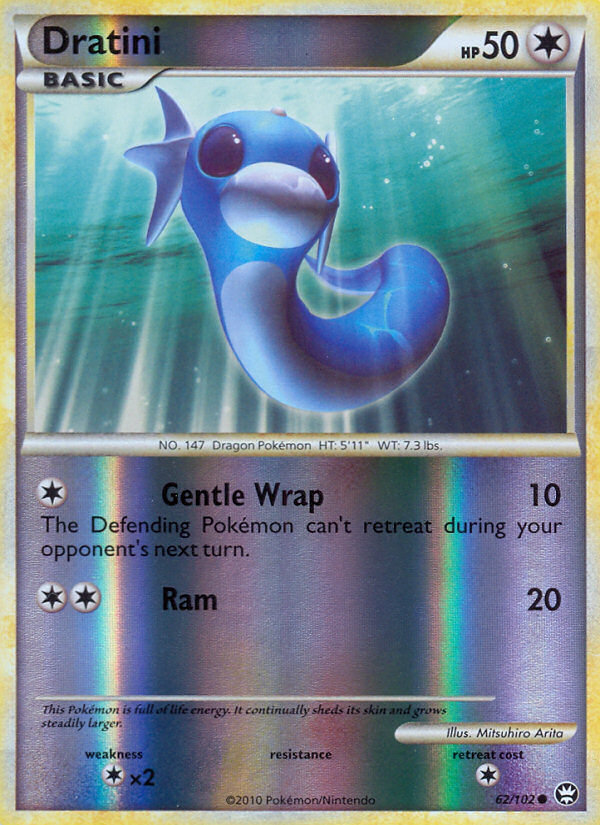 Dratini
HP 50
BASIC
NO. 147 Dragon Pokémon HT: 5'11" WT: 7.3 lbs.
Gentle Wrap 10
The Defending Pokémon can't retreat during your
opponent's next turn.
Ram 20
This Pokémon is full of life energy. It continually sheds its skin and grows
steadily larger.
Illus. Mitsuhiro Arita
weakness resistance retreat cost
×2
©2010 Pokémon/Nintendo 62/102